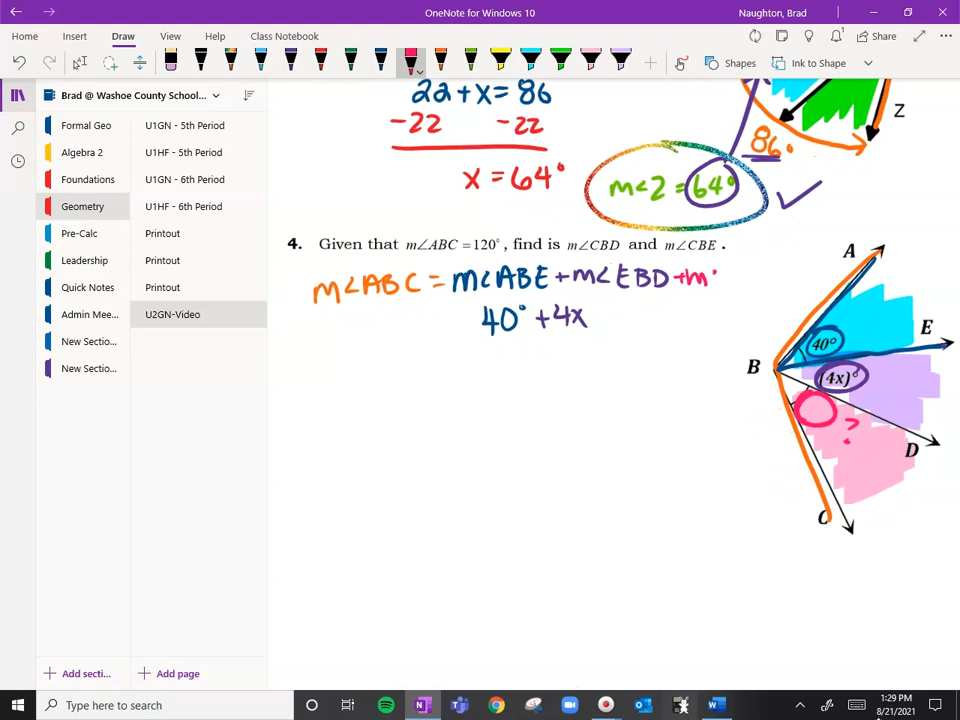 OneNote for Windows 10
Naughton, Brad
Home Insert Draw View Help Class Notebook
Share
Shapes
Ink to Shape
Brad @ Washoe County School...
Formal Geo
Algebra 2
Foundations
Geometry
Pre-Calc
Leadership
Quick Notes
Admin Mee...
New Sectio...
New Sectio...
U1GN - 5th Period
U1HF - 5th Period
U1GN - 6th Period
U1HF - 6th Period
Printout
Printout
Printout
U2GN-Video
22+x = 86
-22 -22
x = 64°
m∠2 = 64°
86°
Z
4. Given that m∠ABC = 120°, find is m∠CBD and m∠CBE.
m∠ABC = m∠ABE + m∠EBD + m
40° + 4x
A
40°
E
B
(4x)°
?
D
C
Add secti...
Add page
Type here to search
1:29 PM
8/21/2021